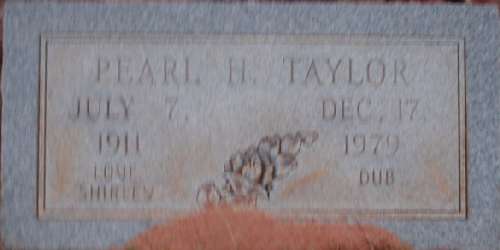 PEARL H. TAYLOR
JULY 7, DEC. 17
1911 1979
LOVE DUB
SHIRLEY